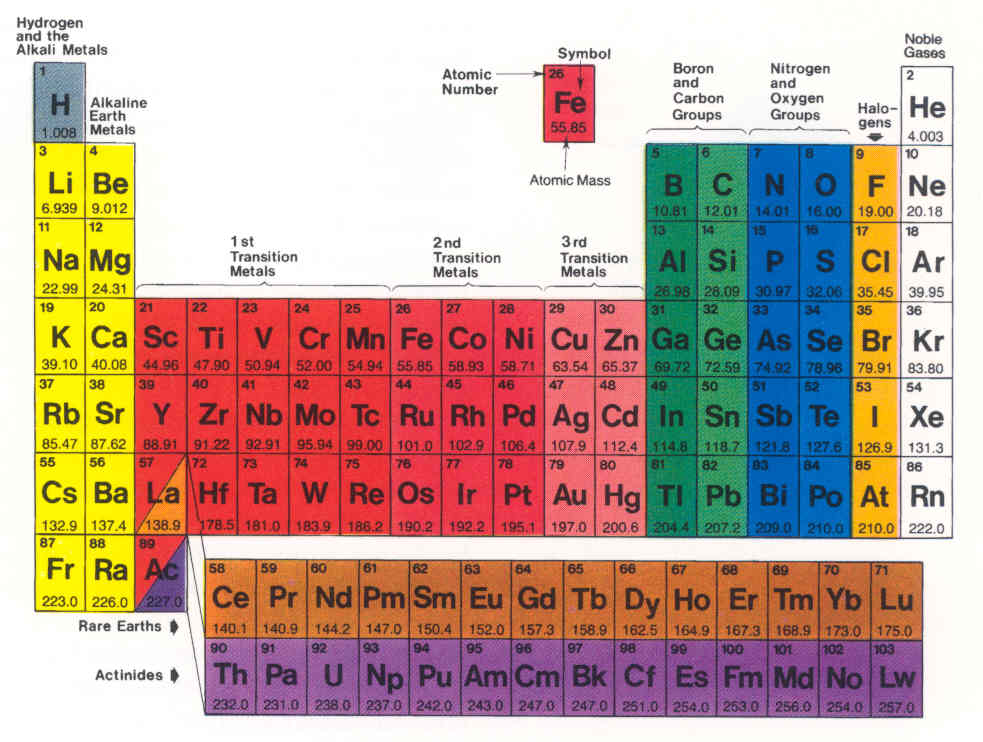 Hydrogen
and the
Alkali Metals
Alkaline
Earth
Metals
Symbol
Atomic
Number
26
Fe
55.85
Atomic Mass
Boron
and
Carbon
Groups
Nitrogen
and
Oxygen
Groups
Halo-
gens
Noble
Gases
1 2
H He
1.008 4.003
3 4 5 6 7 8 9 10
Li Be B C N O F Ne
6.939 9.012 10.81 12.01 14.01 16.00 19.00 20.18
1st
Transition
Metals
2nd
Transition
Metals
3rd
Transition
Metals
11 12 13 14 15 16 17 18
Na Mg Al Si P S Cl Ar
22.99 24.31 26.98 28.09 30.97 32.06 35.45 39.95
19 20 21 22 23 24 25 26 27 28 29 30 31 32 33 34 35 36
K Ca Sc Ti V Cr Mn Fe Co Ni Cu Zn Ga Ge As Se Br Kr
39.10 40.08 44.96 47.90 50.94 52.00 54.94 55.85 58.93 58.71 63.54 65.37 69.72 72.59 74.92 78.96 79.91 83.80
37 38 39 40 41 42 43 44 45 46 47 48 49 50 51 52 53 54
Rb Sr Y Zr Nb Mo Tc Ru Rh Pd Ag Cd In Sn Sb Te I Xe
85.47 87.62 88.91 91.22 92.91 95.94 99.00 101.0 102.9 106.4 107.9 112.4 114.8 118.7 121.8 127.6 126.9 131.3
55 56 57 72 73 74 75 76 77 78 79 80 81 82 83 84 85 86
Cs Ba La Hf Ta W Re Os Ir Pt Au Hg Tl Pb Bi Po At Rn
132.9 137.4 138.9 178.5 181.0 183.9 186.2 190.2 192.2 195.1 197.0 200.6 204.4 207.2 209.0 210.0 210.0 222.0
87 88 89
Fr Ra Ac
223.0 226.0 227.0
Rare Earths
58 59 60 61 62 63 64 65 66 67 68 69 70 71
Ce Pr Nd Pm Sm Eu Gd Tb Dy Ho Er Tm Yb Lu
140.1 140.9 144.2 147.0 150.4 152.0 157.3 158.9 162.5 164.9 167.3 168.9 173.0 175.0
Actinides
90 91 92 93 94 95 96 97 98 99 100 101 102 103
Th Pa U Np Pu Am Cm Bk Cf Es Fm Md No Lw
232.0 231.0 238.0 237.0 242.0 243.0 247.0 247.0 251.0 254.0 253.0 256.0 254.0 257.0